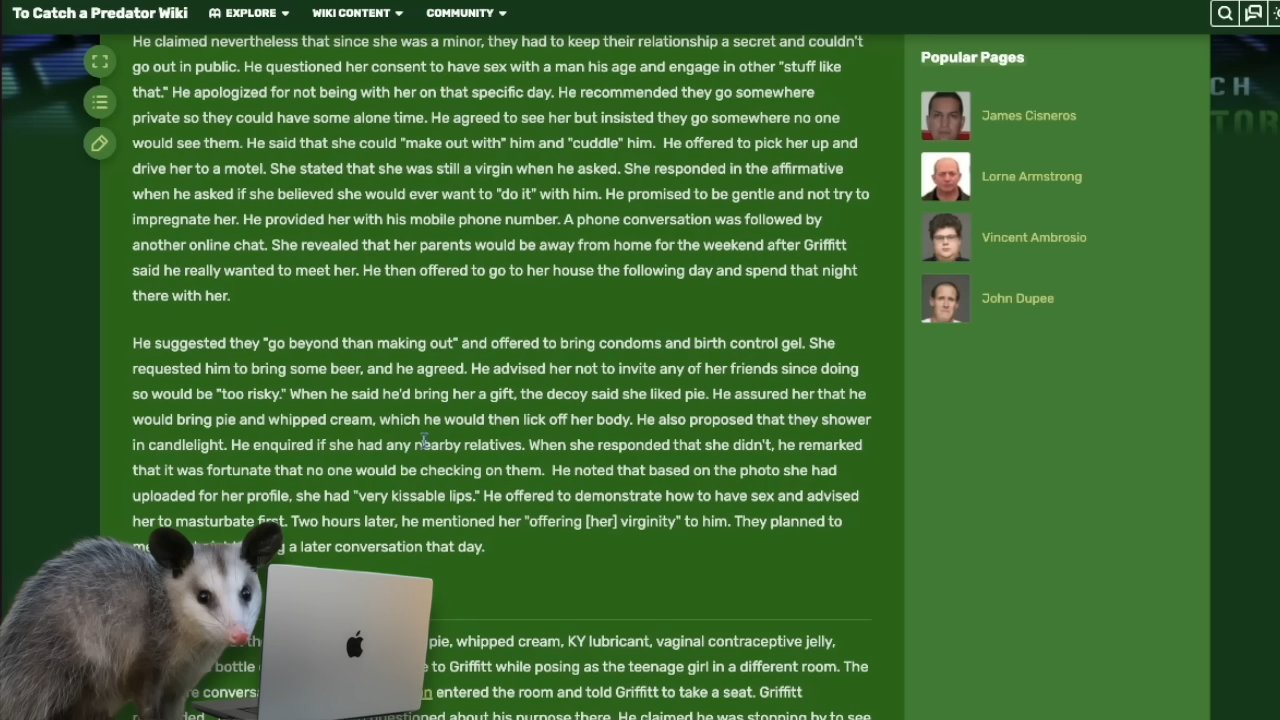 To Catch a Predator Wiki
EXPLORE
WIKI CONTENT
COMMUNITY
He claimed nevertheless that since she was a minor, they had to keep their relationship a secret and couldn't
go out in public. He questioned her consent to have sex with a man his age and engage in other "stuff like
that." He apologized for not being with her on that specific day. He recommended they go somewhere
private so they could have some alone time. He agreed to see her but insisted they go somewhere no one
would see them. He said that she could "make out with" him and "cuddle" him. He offered to pick her up and
drive her to a motel. She stated that she was still a virgin when he asked. She responded in the affirmative
when he asked if she believed she would ever want to "do it" with him. He promised to be gentle and not try to
impregnate her. He provided her with his mobile phone number. A phone conversation was followed by
another online chat. She revealed that her parents would be away from home for the weekend after Griffitt
said he really wanted to meet her. He then offered to go to her house the following day and spend that night
there with her.
He suggested they "go beyond than making out" and offered to bring condoms and birth control gel. She
requested him to bring some beer, and he agreed. He advised her not to invite any of her friends since doing
so would be "too risky." When he said he'd bring her a gift, the decoy said she liked pie. He assured her that he
would bring pie and whipped cream, which he would then lick off her body. He also proposed that they shower
in candlelight. He enquired if she had any nearby relatives. When she responded that she didn't, he remarked
that it was fortunate that no one would be checking on them. He noted that based on the photo she had
uploaded for her profile, she had "very kissable lips." He offered to demonstrate how to have sex and advised
her to masturbate first. Two hours later, he mentioned her "offering [her] virginity" to him. They planned to
a later conversation that day.
pie, whipped cream, KY lubricant, vaginal contraceptive jelly,
bottle to Griffitt while posing as the teenage girl in a different room. The
entered the room and told Griffitt to take a seat. Griffitt
about his purpose there. He claimed he was stopping by to see
Popular Pages
James Cisneros
Lorne Armstrong
Vincent Ambrosio
John Dupee
CH
TOR